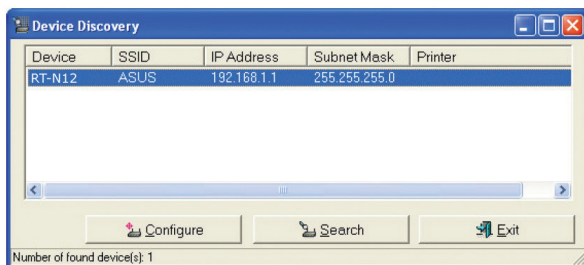 Device Discovery
Device SSID IP Address Subnet Mask Printer
RT-N12 ASUS 192.168.1.1 255.255.255.0
Configure Search Exit
Number of found device(s): 1